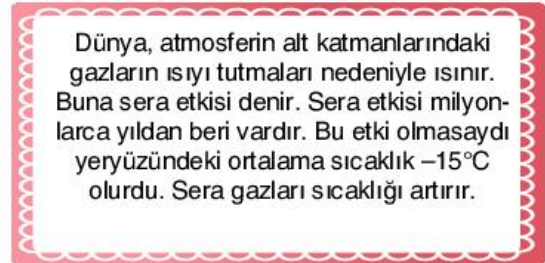 Dünya, atmosferin alt katmanlarındaki
gazların ısıyı tutmaları nedeniyle ısınır.
Buna sera etkisi denir. Sera etkisi milyon-
larca yıldan beri vardır. Bu etki olmasaydı
yeryüzündeki ortalama sıcaklık –15°C
olurdu. Sera gazları sıcaklığı artırır.